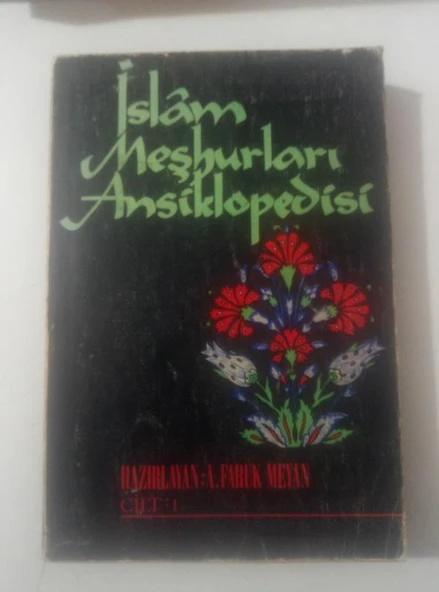 İslâm
Meşhurları
Ansiklopedisi
HAZIRLAYAN: A. FARUK MEYAN
CİLT: 1